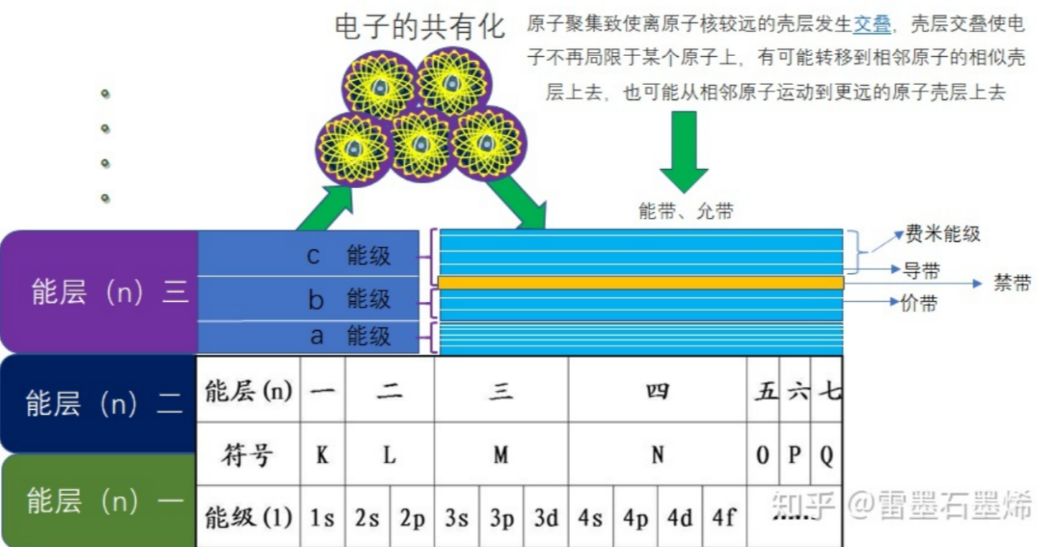 电子的共有化
原子聚集致使离原子核较远的壳层发生交叠，壳层交叠使电
子不再局限于某个原子上，有可能转移到相邻原子的相似壳
层上去，也可能从相邻原子运动到更远的原子壳层上去
能带、允带
费米能级
导带
禁带
价带
能层（n）三
c 能级
b 能级
a 能级
能层（n）二
能层（n）一
能层(n) 一 二 三 四 五 六 七
符号 K L M N O P Q
能级(l) 1s 2s 2p 3s 3p 3d 4s 4p 4d 4f ······
知乎 @雷墨石墨烯